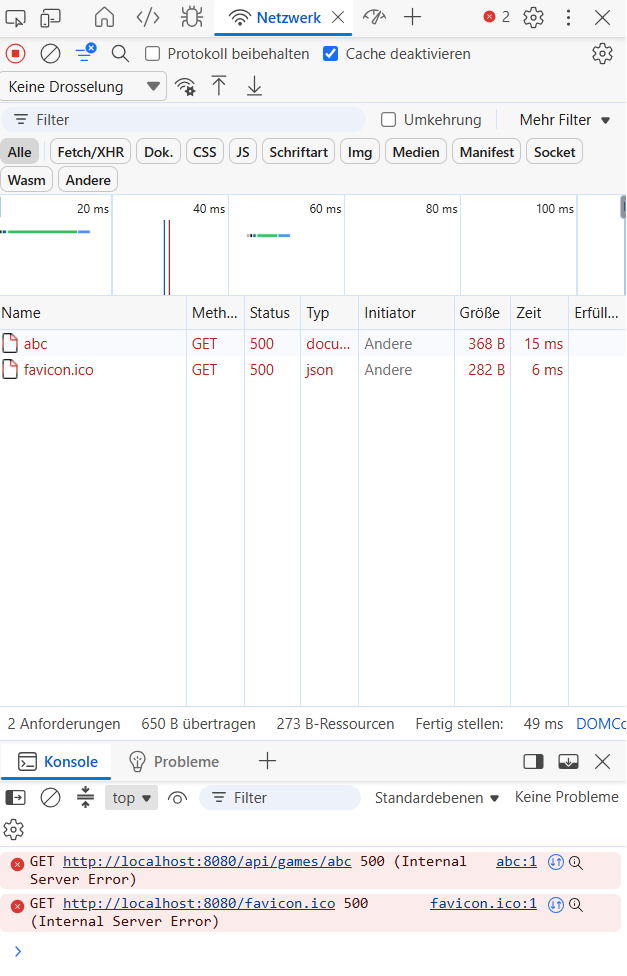 Netzwerk 2
Protokoll beibehalten Cache deaktivieren
Keine Drosselung
Filter Umkehrung Mehr Filter
Alle Fetch/XHR Dok. CSS JS Schriftart Img Medien Manifest Socket
Wasm Andere
20 ms 40 ms 60 ms 80 ms 100 ms
Name Meth... Status Typ Initiator Größe Zeit Erfüll...
abc GET 500 docu... Andere 368 B 15 ms
favicon.ico GET 500 json Andere 282 B 6 ms
2 Anforderungen 650 B übertragen 273 B-Ressourcen Fertig stellen: 49 ms DOMCo
Konsole Probleme
top Filter Standardebenen Keine Probleme
GET http://localhost:8080/api/games/abc 500 (Internal abc:1
Server Error)
GET http://localhost:8080/favicon.ico 500 favicon.ico:1
(Internal Server Error)